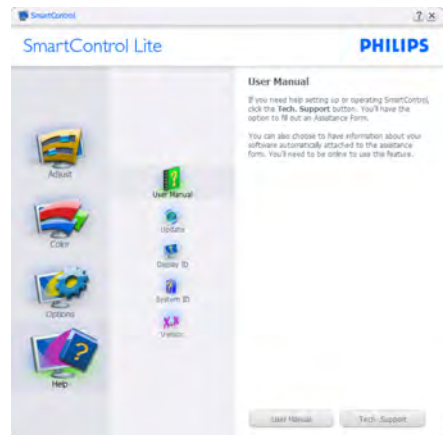 SmartControl
? ×
SmartControl Lite
PHILIPS
User Manual
If you need help setting up or operating SmartControl,
click the Tech. Support button. You'll have the
option to fill out an Assistance Form.
You can also choose to have information about your
software automatically attached to the assistance
form. You'll need to be online to use the feature.
Adjust
User Manual
Update
Color
Display ID
System ID
Options
Version
Help
User Manual
Tech. Support